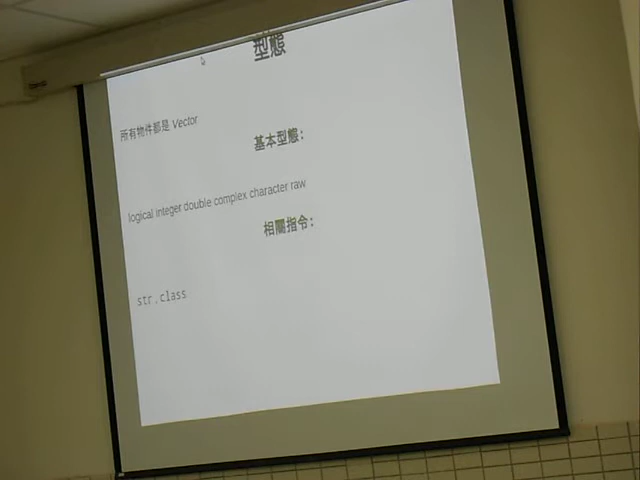 型態
所有物件都是 Vector
基本型態:
logical integer double complex character raw
相關指令:
str.class